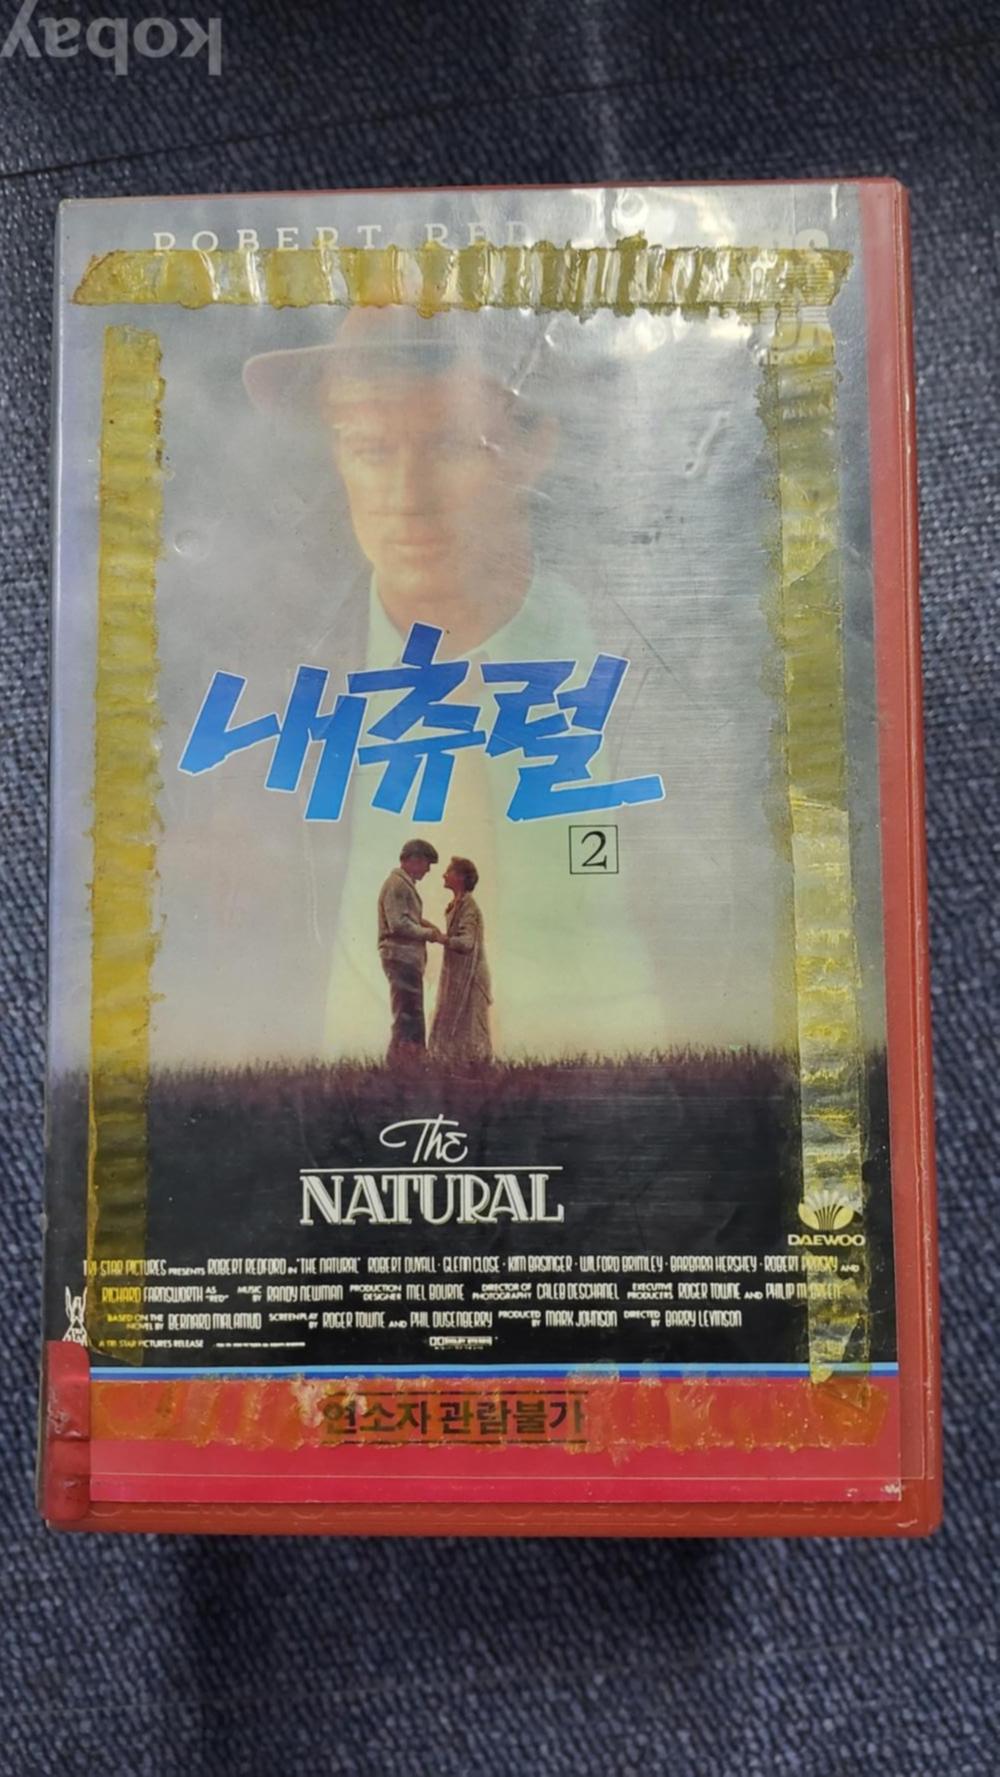 kobay
ROBERT RED
내츄럴
2
The
NATURAL
DAEWOO
TRI STAR PICTURES PRESENTS ROBERT REDFORD IN "THE NATURAL" ROBERT DUVALL · GLENN CLOSE · KIM BASINGER · WILFORD BRIMLEY · BARBARA HERSHEY · ROBERT PROSKY AND
RICHARD FARNSWORTH AS "RED" MUSIC BY RANDY NEWMAN PRODUCTION DESIGNER MEL BOURNE DIRECTOR OF PHOTOGRAPHY CALEB DESCHANEL EXECUTIVE PRODUCERS ROGER TOWNE AND PHILIP M. BREEN
BASED ON THE NOVEL BY BERNARD MALAMUD SCREENPLAY BY ROGER TOWNE AND PHIL DUSENBERRY PRODUCED BY MARK JOHNSON DIRECTED BY BARRY LEVINSON
A TRI STAR PICTURES RELEASE DOLBY STEREO
연소자 관람불가